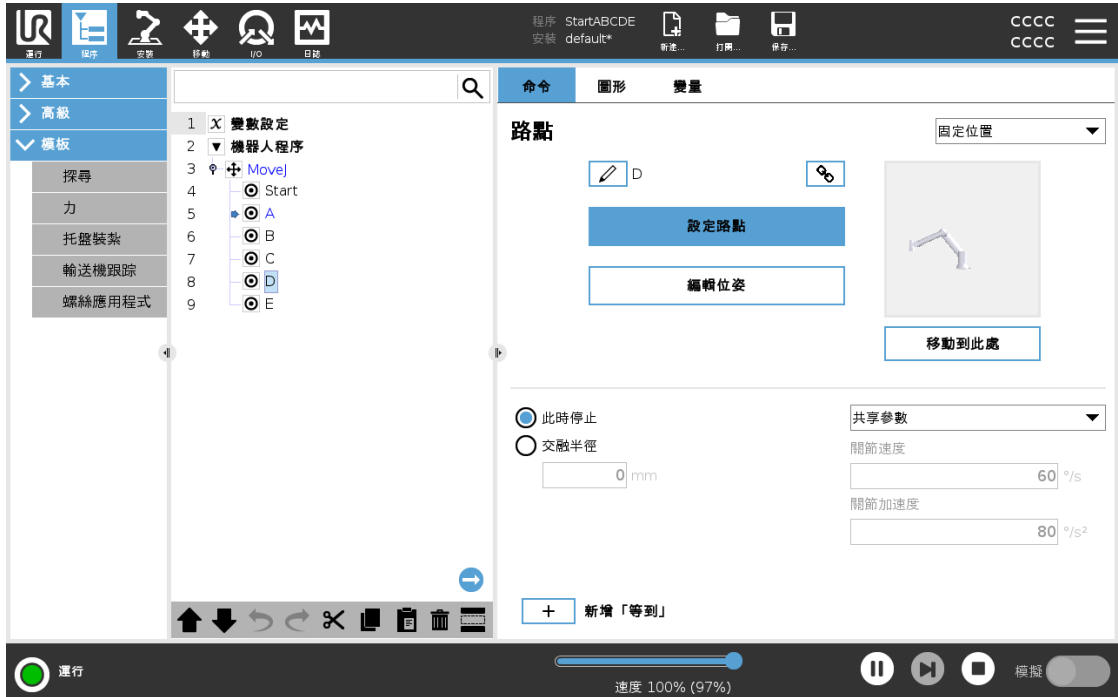 UR
運行
程序
安裝
移動
I/O
日誌
程序 StartABCDE
安裝 default*
新建...
打開...
保存...
CCCC
CCCC
基本
高級
模板
探尋
力
托盤裝紮
輸送機跟踪
螺絲應用程式
1 X 變數設定
2 機器人程序
3 MoveJ
4 Start
5 A
6 B
7 C
8 D
9 E
命令 圖形 變量
路點
固定位置
D
設定路點
編輯位姿
移動到此處
此時停止
交融半徑
0 mm
共享參數
關節速度
60 °/s
關節加速度
80 °/s²
+ 新增「等到」
運行
速度 100% (97%)
模擬